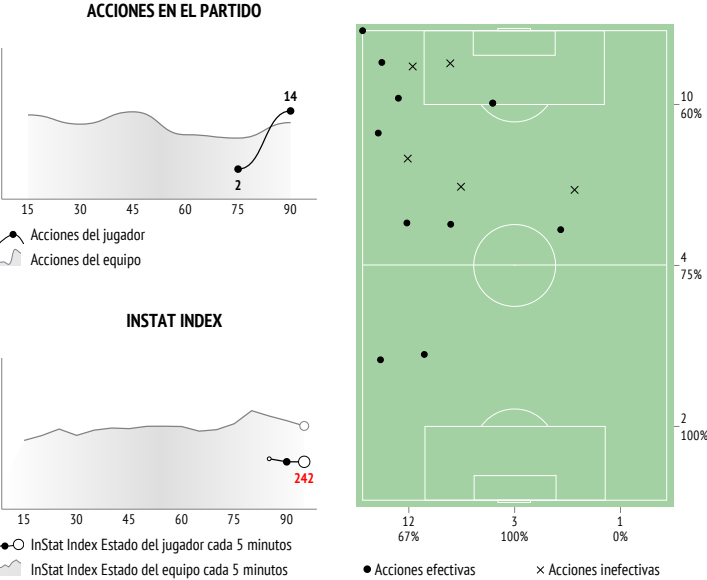 ACCIONES EN EL PARTIDO
14
2
15 30 45 60 75 90
Acciones del jugador
Acciones del equipo
INSTAT INDEX
242
15 30 45 60 75 90
InStat Index Estado del jugador cada 5 minutos
InStat Index Estado del equipo cada 5 minutos
10
60%
4
75%
2
100%
12 3 1
67% 100% 0%
Acciones efectivas Acciones inefectivas